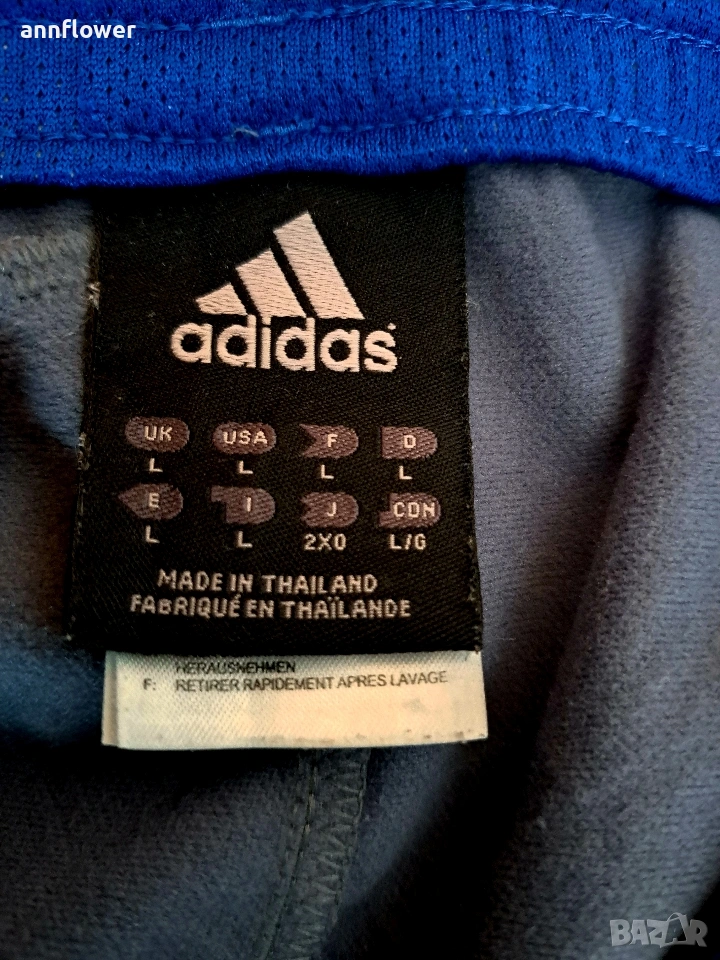 annflower
adidas
UK USA F D
L L L L
E I J CDN
L L 2XO L/G
MADE IN THAILAND
FABRIQUÉ EN THAÏLANDE
HERAUSNEHMEN
F: RETIRER RAPIDEMENT APRES LAVAGE
BAZAR